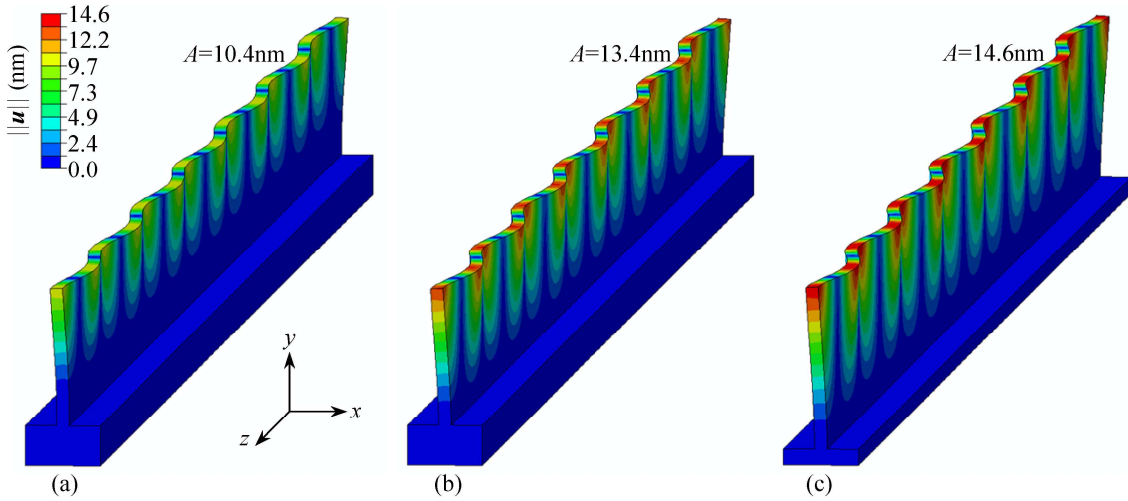 ||u|| (nm)
14.6
12.2
9.7
7.3
4.9
2.4
0.0
A=10.4nm
y
x
z
(a)
A=13.4nm
(b)
A=14.6nm
(c)